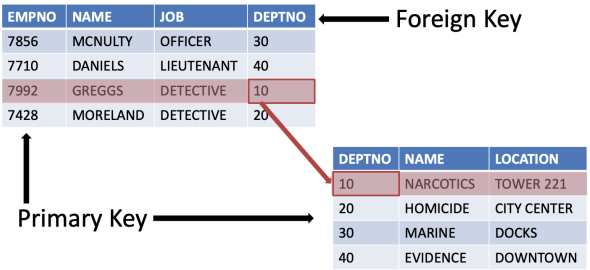 EMPNO NAME JOB DEPTNO
Foreign Key
7856 MCNULTY OFFICER 30
7710 DANIELS LIEUTENANT 40
7992 GREGGS DETECTIVE 10
7428 MORELAND DETECTIVE 20
Primary Key
DEPTNO NAME LOCATION
10 NARCOTICS TOWER 221
20 HOMICIDE CITY CENTER
30 MARINE DOCKS
40 EVIDENCE DOWNTOWN